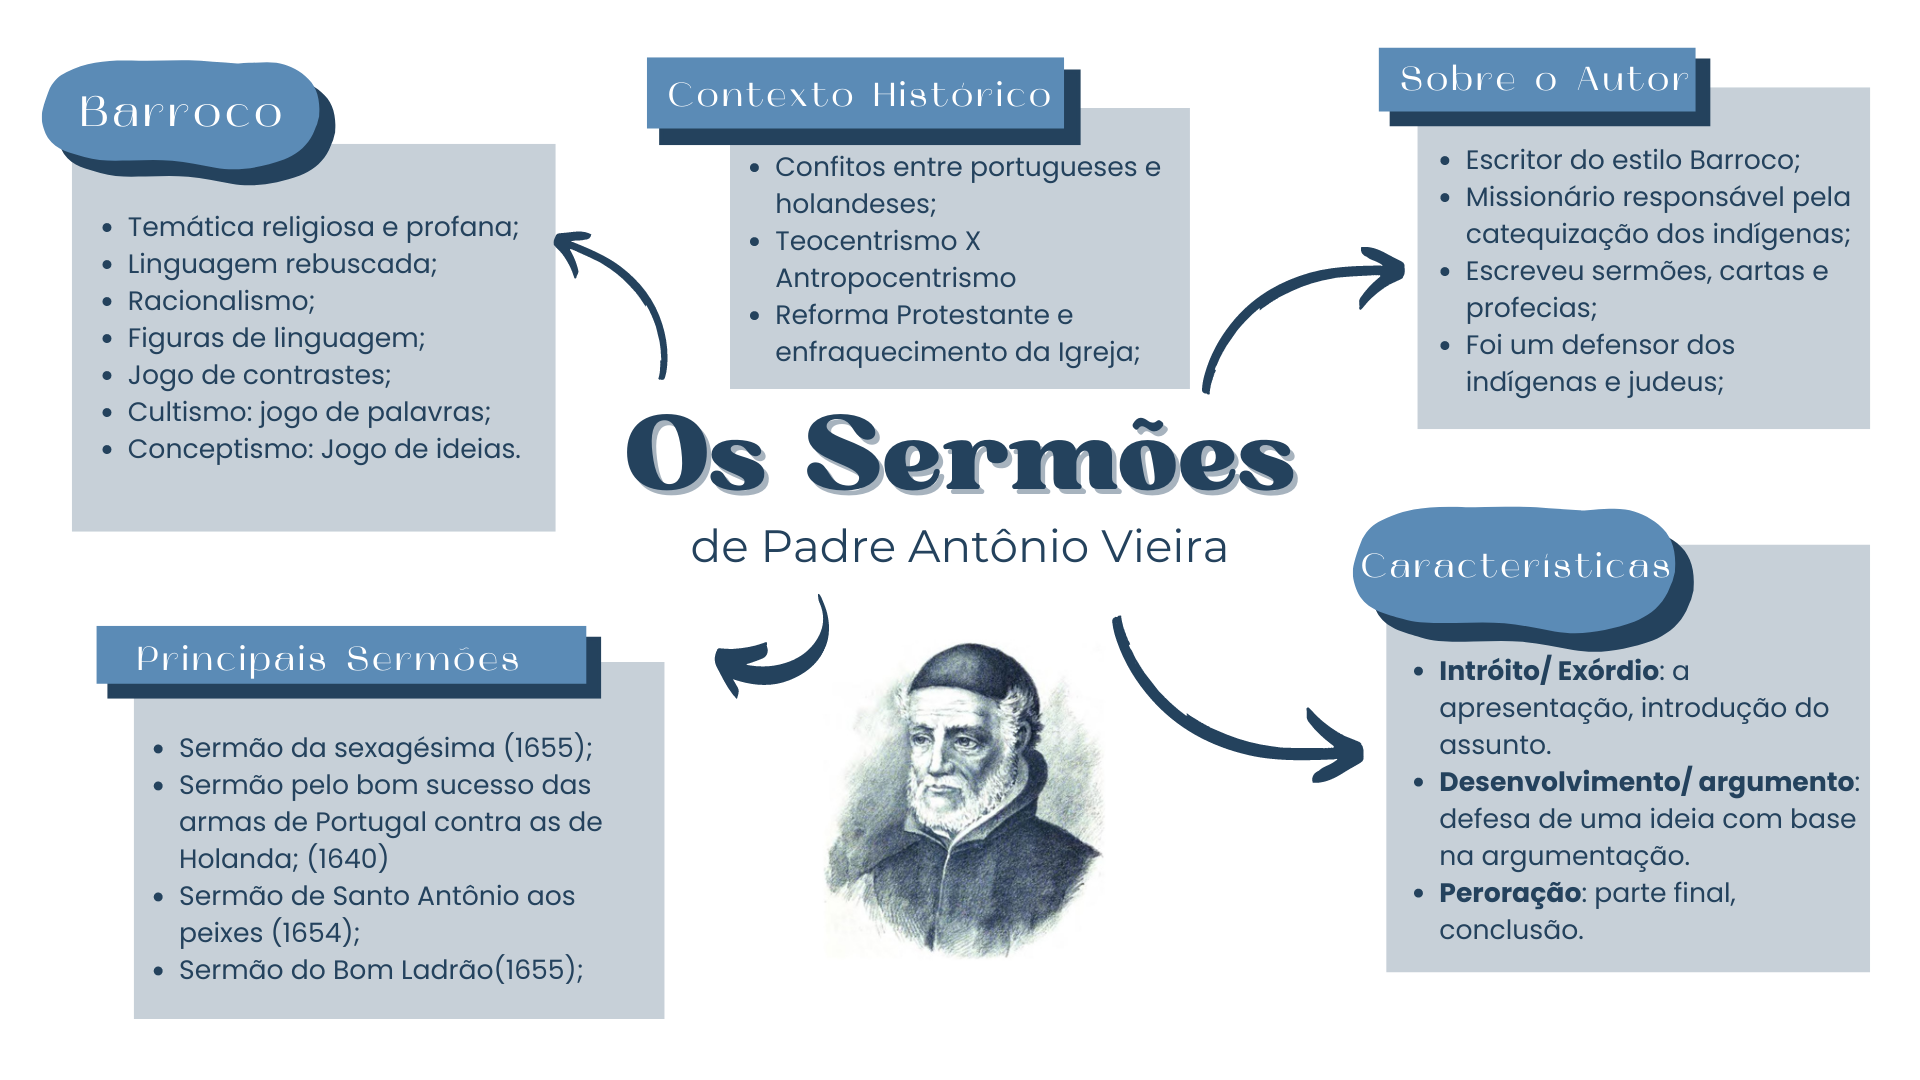 Barroco
• Temática religiosa e profana;
• Linguagem rebuscada;
• Racionalismo;
• Figuras de linguagem;
• Jogo de contrastes;
• Cultismo: jogo de palavras;
• Conceptismo: Jogo de ideias.
Contexto Histórico
• Confitos entre portugueses e
holandeses;
• Teocentrismo X
Antropocentrismo
• Reforma Protestante e
enfraquecimento da Igreja;
Sobre o Autor
• Escritor do estilo Barroco;
• Missionário responsável pela
catequização dos indígenas;
• Escreveu sermões, cartas e
profecias;
• Foi um defensor dos
indígenas e judeus;
Os Sermões
de Padre Antônio Vieira
Principais Sermões
• Sermão da sexagésima (1655);
• Sermão pelo bom sucesso das
armas de Portugal contra as de
Holanda; (1640)
• Sermão de Santo Antônio aos
peixes (1654);
• Sermão do Bom Ladrão(1655);
Características
• Intróito/ Exórdio: a
apresentação, introdução do
assunto.
• Desenvolvimento/ argumento:
defesa de uma ideia com base
na argumentação.
• Peroração: parte final,
conclusão.